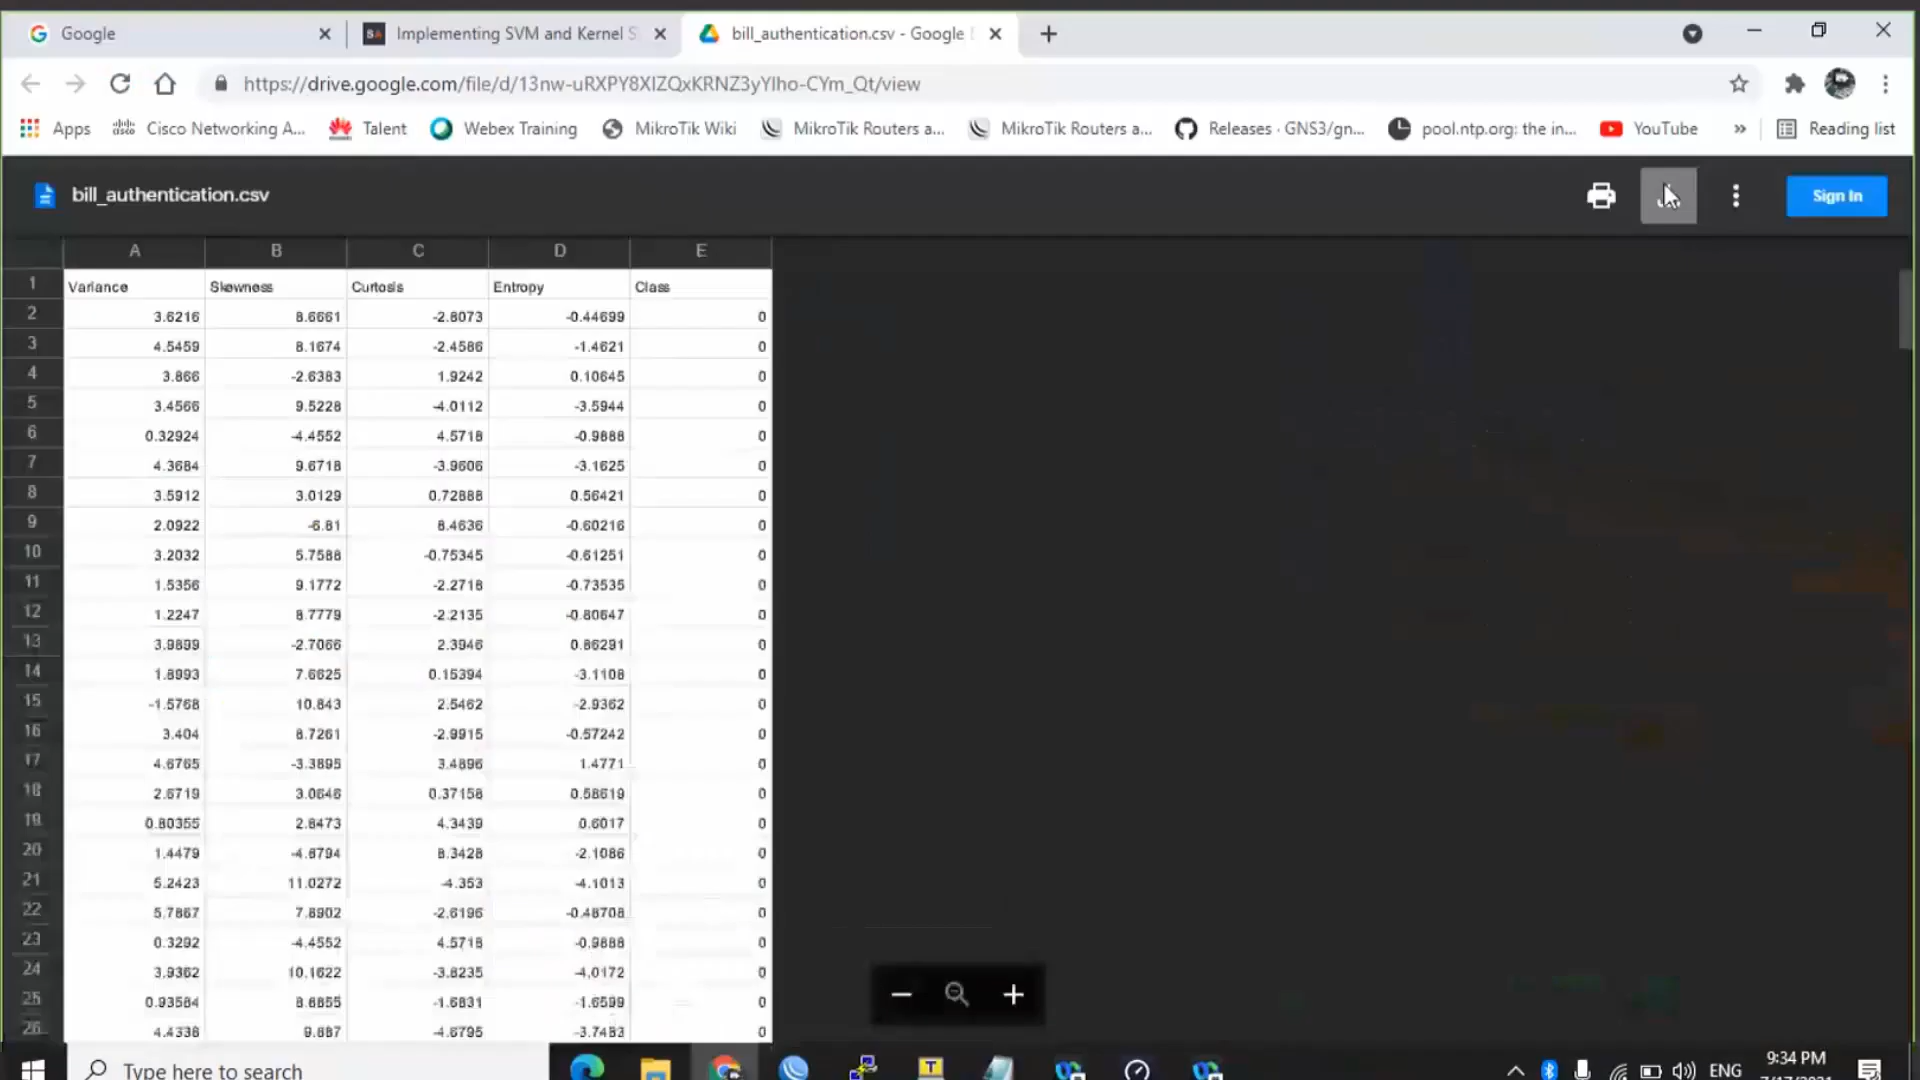 Google
Implementing SVM and Kernel S
bill_authentication.csv - Google
https://drive.google.com/file/d/13nw-uRXPY8XlZQxKRNZ3yYlho-CYm_Qt/view
Apps Cisco Networking A... Talent Webex Training MikroTik Wiki MikroTik Routers a... MikroTik Routers a... Releases · GNS3/gn... pool.ntp.org: the in... YouTube » Reading list
bill_authentication.csv Sign In
A B C D E
1 Variance Skewness Curtosis Entropy Class
2 3.6216 8.6661 -2.8073 -0.44699 0
3 4.5459 8.1674 -2.4586 -1.4621 0
4 3.866 -2.6383 1.9242 0.10645 0
5 3.4566 9.5228 -4.0112 -3.5944 0
6 0.32924 -4.4552 4.5718 -0.9888 0
7 4.3684 9.6718 -3.9606 -3.1625 0
8 3.5912 3.0129 0.72888 0.56421 0
9 2.0922 -6.81 8.4636 -0.60216 0
10 3.2032 5.7588 -0.75345 -0.61251 0
11 1.5356 9.1772 -2.2718 -0.73535 0
12 1.2247 8.7779 -2.2135 -0.80647 0
13 3.9899 -2.7066 2.3946 0.86291 0
14 1.8993 7.6625 0.15394 -3.1108 0
15 -1.5768 10.843 2.5462 -2.9362 0
16 3.404 8.7261 -2.9915 -0.57242 0
17 4.6765 -3.3895 3.4896 1.4771 0
18 2.6719 3.0646 0.37158 0.58619 0
19 0.80355 2.8473 4.3439 0.6017 0
20 1.4479 -4.8794 8.3428 -2.1086 0
21 5.2423 11.0272 -4.353 -4.1013 0
22 5.7867 7.8902 -2.6196 -0.48708 0
23 0.3292 -4.4552 4.5718 -0.9888 0
24 3.9362 10.1622 -3.8235 -4.0172 0
25 0.93584 8.8855 -1.6831 -1.6599 0
26 4.4338 9.887 -4.6795 -3.7483 0
Type here to search
ENG
9:34 PM